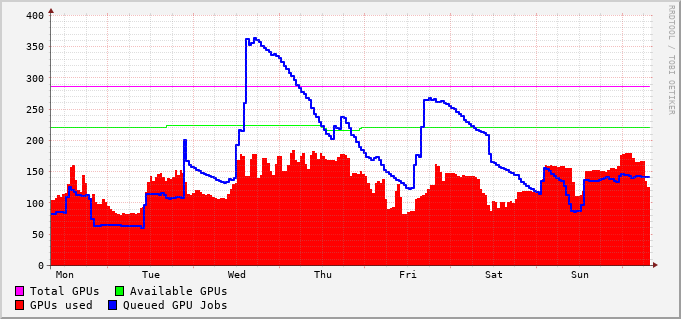 400
350
300
250
200
150
100
50
0
Mon Tue Wed Thu Fri Sat Sun
Total GPUs Available GPUs
GPUs used Queued GPU Jobs
RRDTOOL / TOBI OETIKER